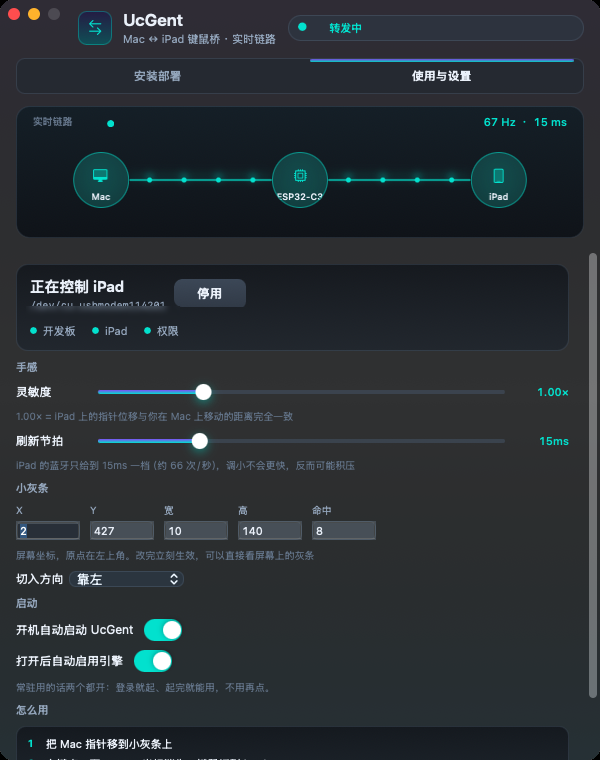 UcGent
Mac ⇔ iPad 键鼠桥 · 实时链路
转发中
安装部署 使用与设置
实时链路 67 Hz · 15 ms
Mac ESP32-C3 iPad
正在控制 iPad
/dev/cu.usbmodem114201
停用
开发板 iPad 权限
手感
灵敏度 1.00×
1.00× = iPad 上的指针位移与你在 Mac 上移动的距离完全一致
刷新节拍 15ms
iPad 的蓝牙只给到 15ms 一档 (约 66 次/秒)，调小不会更快，反而可能积压
小灰条
X Y 宽 高 命中
2 427 10 140 8
屏幕坐标，原点在左上角。改完立刻生效，可以直接看屏幕上的灰条
切入方向 靠左
启动
开机自动启动 UcGent
打开后自动启用引擎
常驻用的话两个都开：登录就起、起完就能用，不用再点。
怎么用
1 把 Mac 指针移到小灰条上